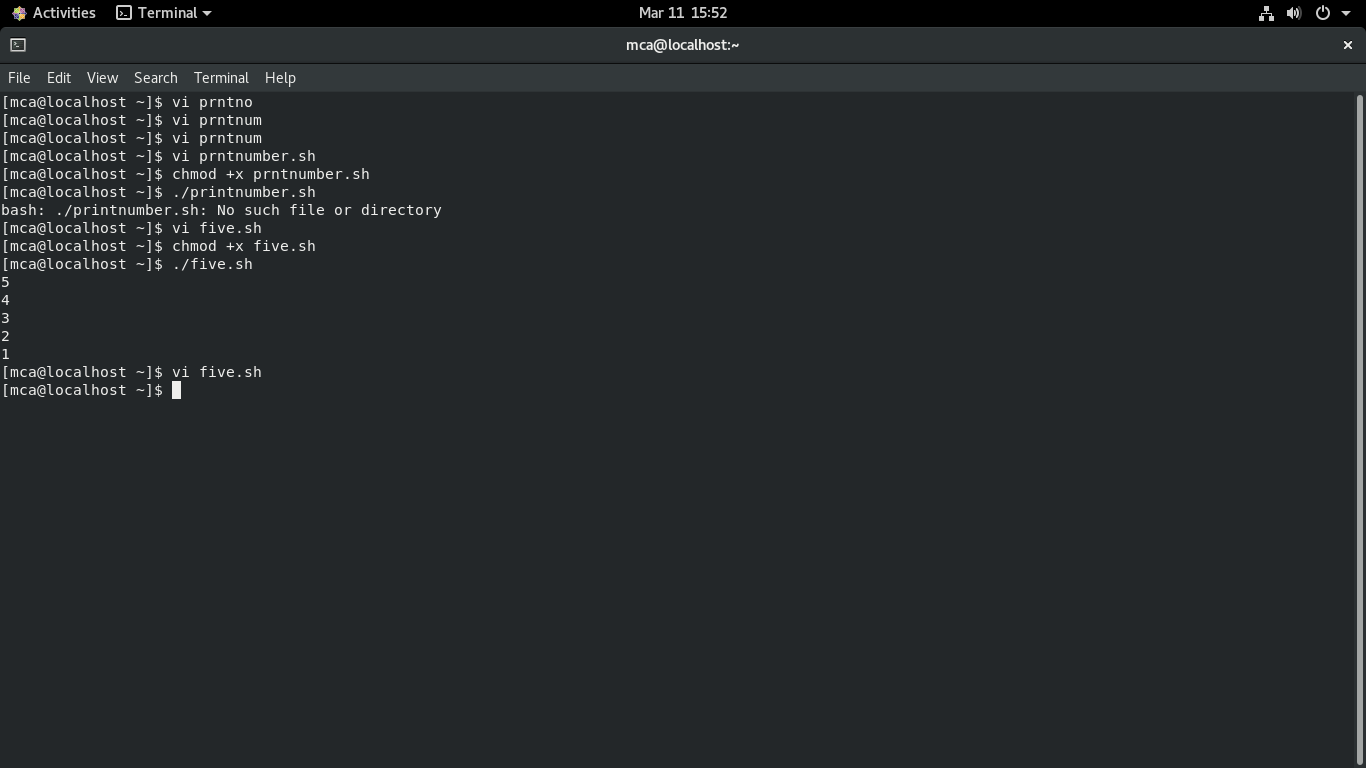 Activities Terminal Mar 11 15:52
mca@localhost:~
File Edit View Search Terminal Help
[mca@localhost ~]$ vi prntno
[mca@localhost ~]$ vi prntnum
[mca@localhost ~]$ vi prntnum
[mca@localhost ~]$ vi prntnumber.sh
[mca@localhost ~]$ chmod +x prntnumber.sh
[mca@localhost ~]$ ./printnumber.sh
bash: ./printnumber.sh: No such file or directory
[mca@localhost ~]$ vi five.sh
[mca@localhost ~]$ chmod +x five.sh
[mca@localhost ~]$ ./five.sh
5
4
3
2
1
[mca@localhost ~]$ vi five.sh
[mca@localhost ~]$